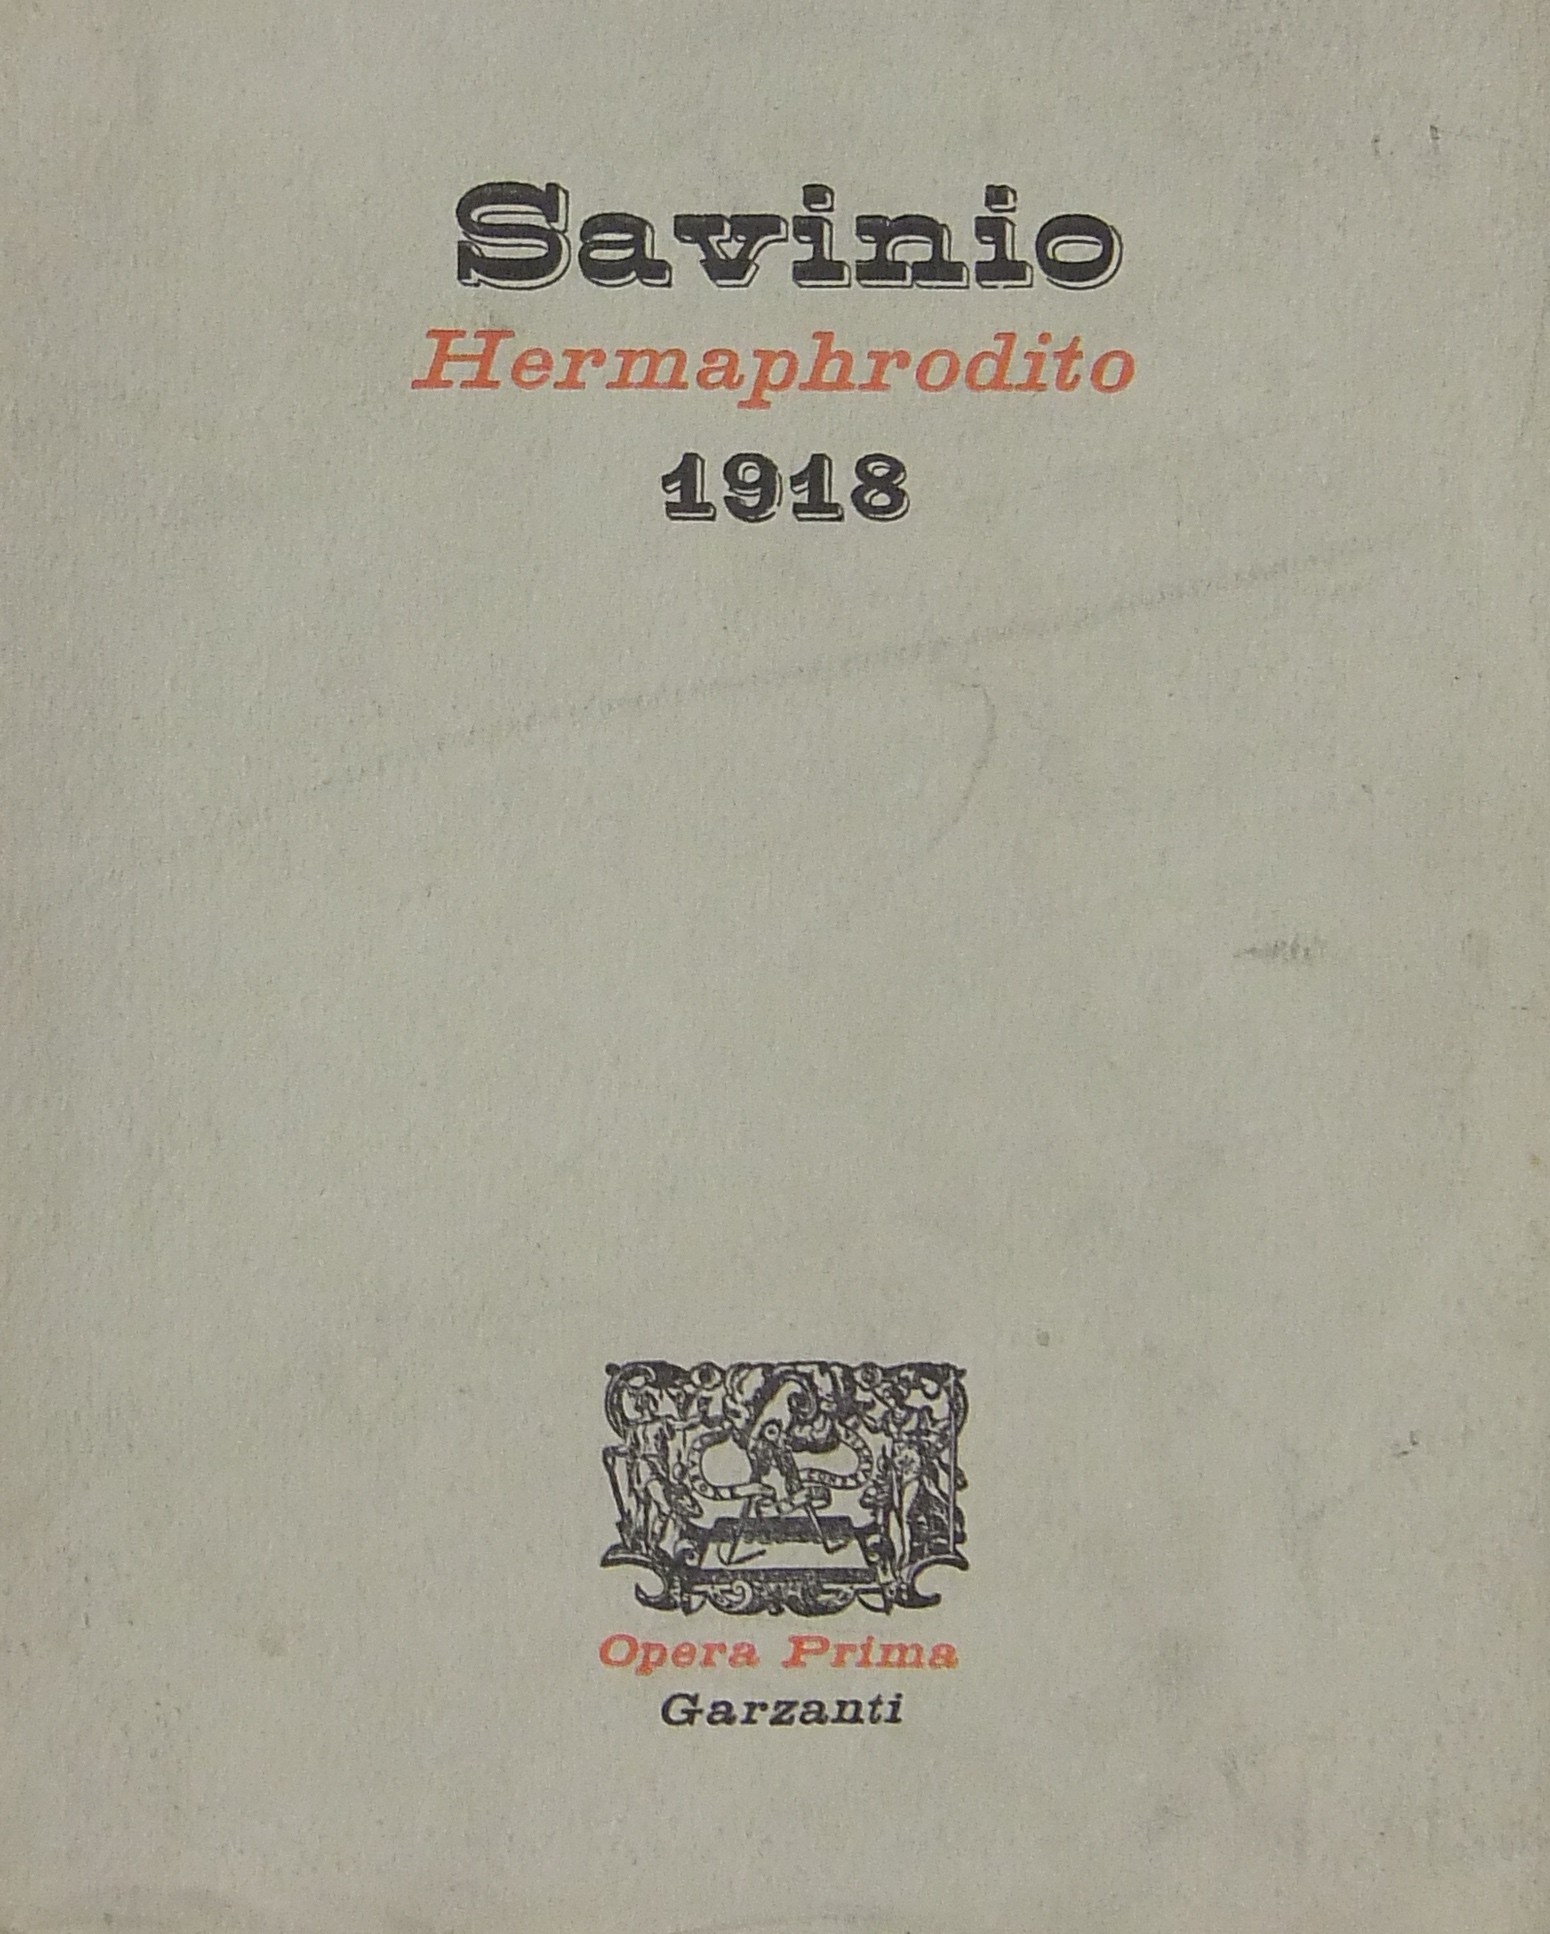 Savinio
Hermaphrodito
1918
Opera Prima
Garzanti